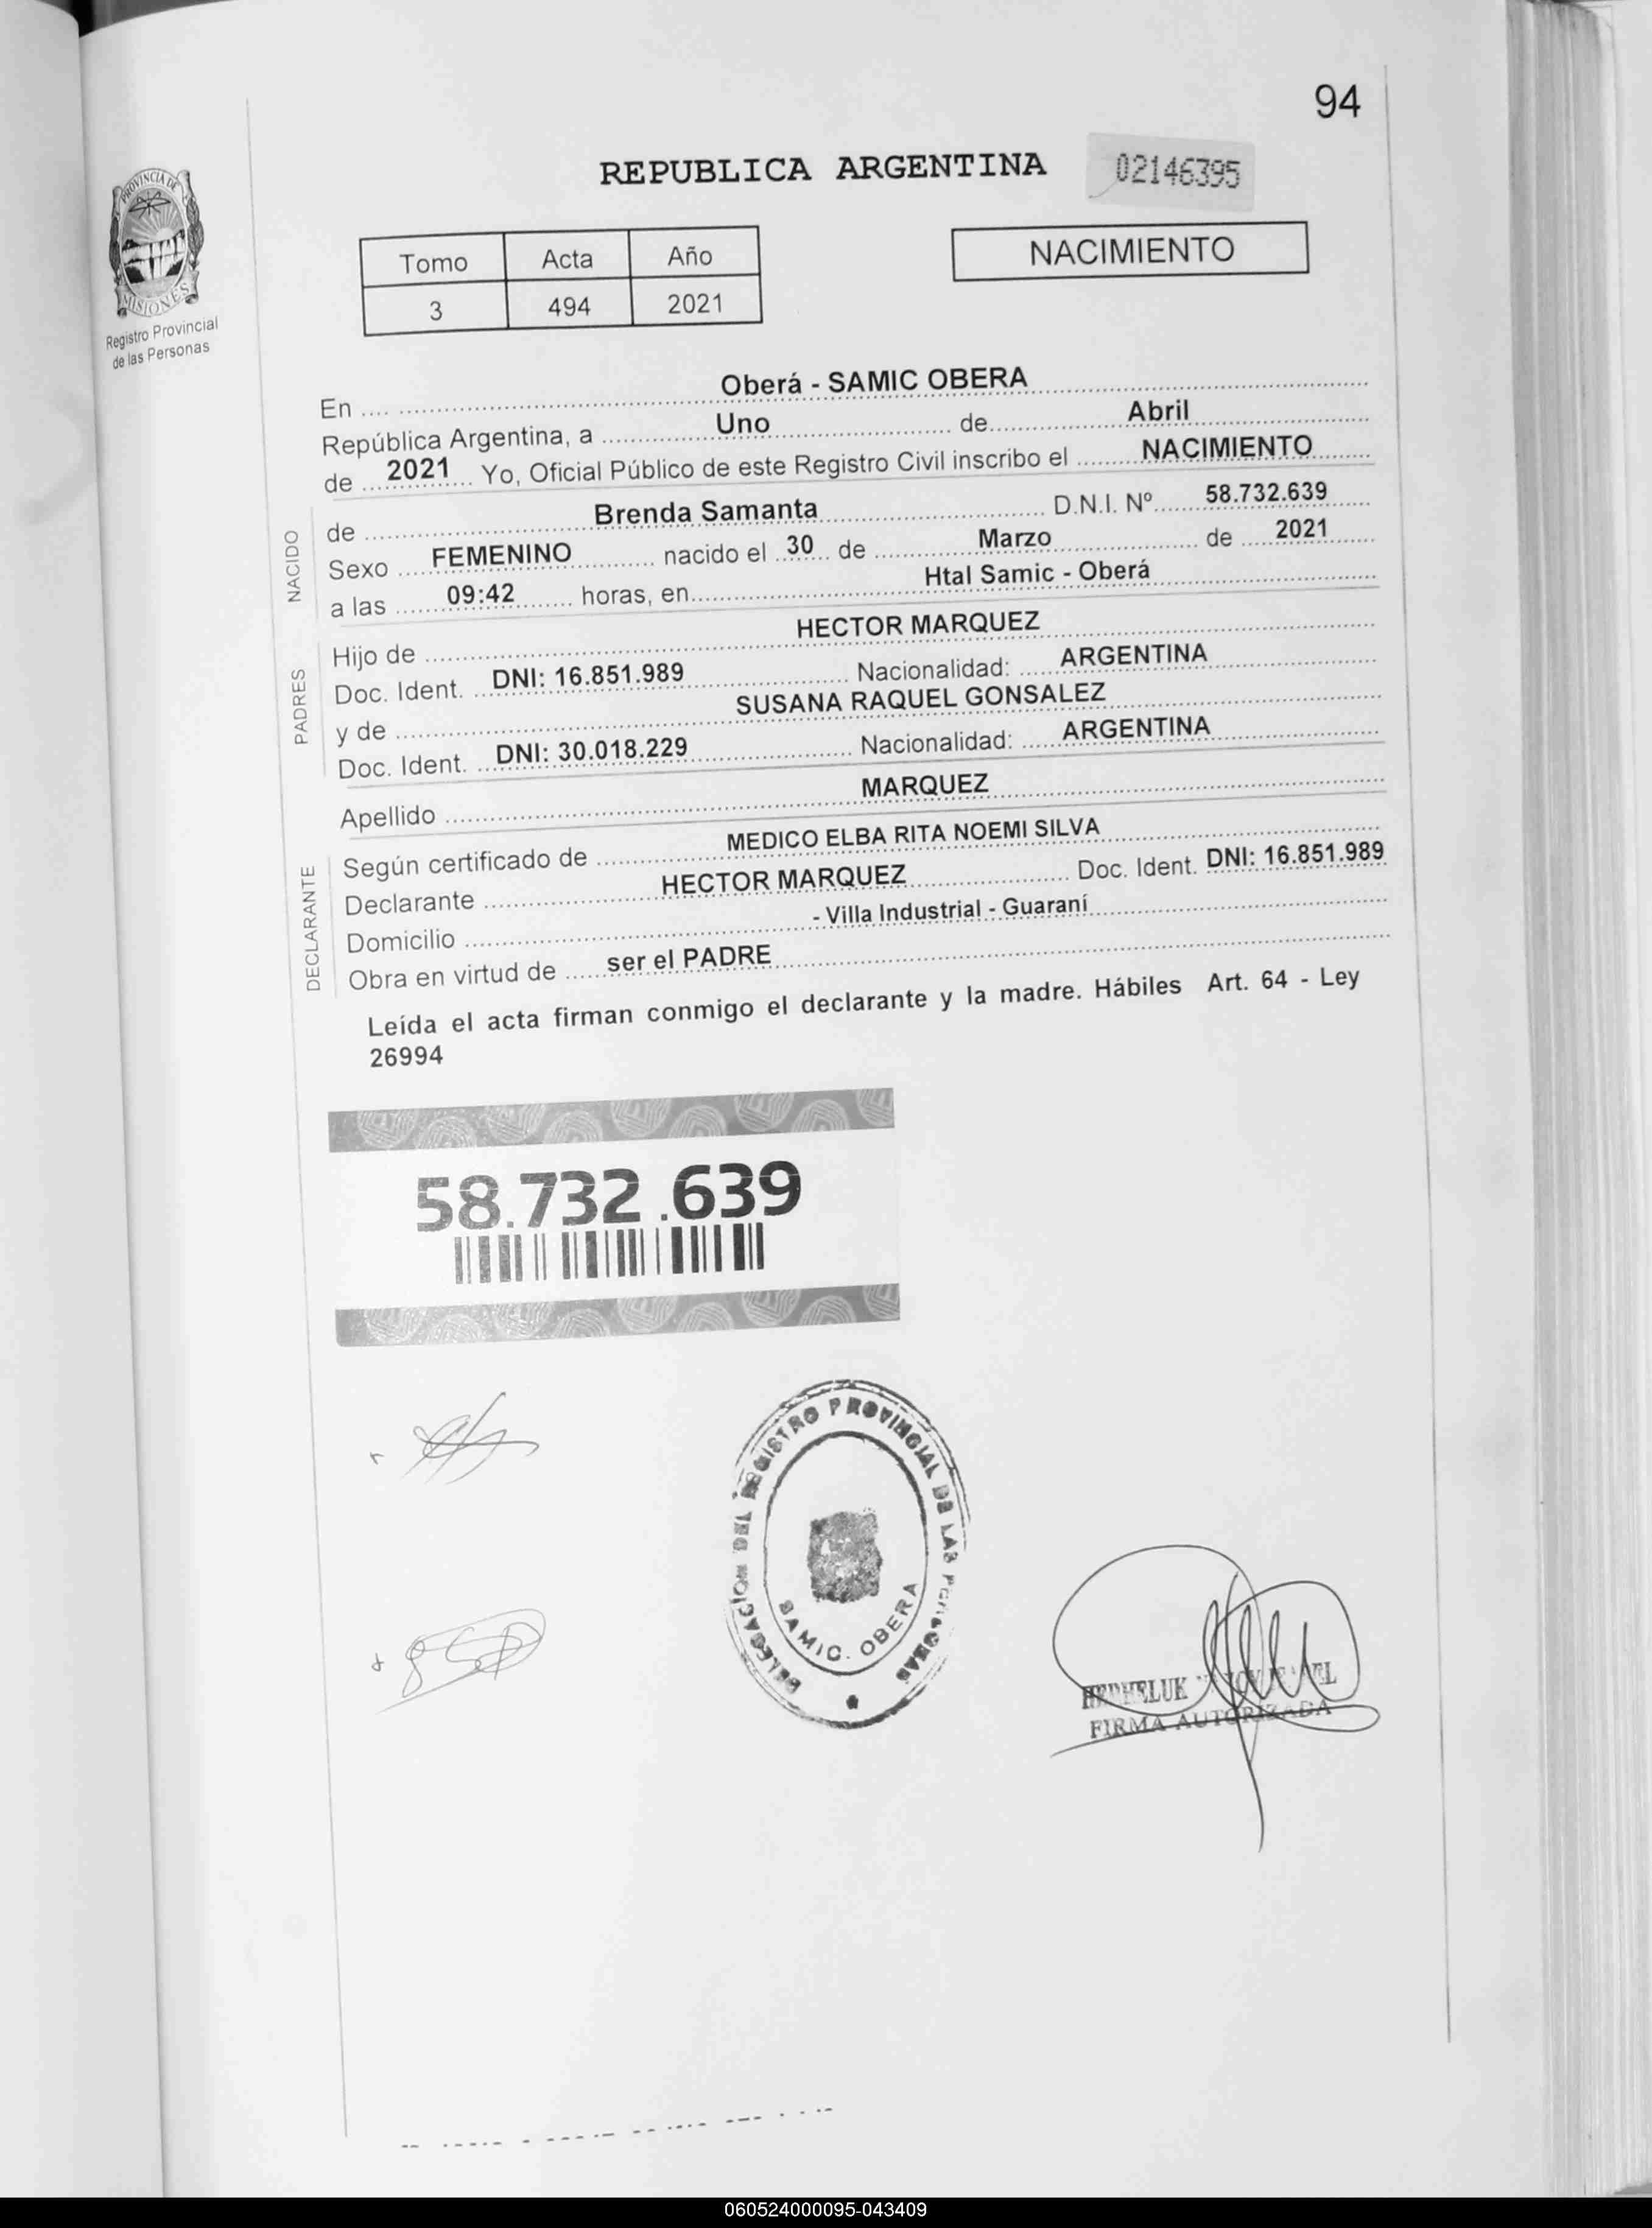 94
REPUBLICA ARGENTINA
02146395
PROVINCIA DE
MISIONES
Registro Provincial
de las Personas
Tomo Acta Año
3 494 2021
NACIMIENTO
En .... Oberá - SAMIC OBERA
República Argentina, a Uno de Abril
de 2021 Yo, Oficial Público de este Registro Civil inscribo el NACIMIENTO
NACIDO
de Brenda Samanta D.N.I. Nº 58.732.639
Sexo FEMENINO nacido el 30 de Marzo de 2021
a las 09:42 horas, en Htal Samic - Oberá
PADRES
Hijo de HECTOR MARQUEZ
Doc. Ident. DNI: 16.851.989 Nacionalidad: ARGENTINA
y de SUSANA RAQUEL GONSALEZ
Doc. Ident. DNI: 30.018.229 Nacionalidad: ARGENTINA
Apellido MARQUEZ
DECLARANTE
Según certificado de MEDICO ELBA RITA NOEMI SILVA
Declarante HECTOR MARQUEZ Doc. Ident. DNI: 16.851.989
Domicilio - Villa Industrial - Guaraní
Obra en virtud de ser el PADRE
Leída el acta firman conmigo el declarante y la madre. Hábiles Art. 64 - Ley
26994
58.732.639
DELEGACION DEL REGISTRO PROVINCIAL DE LAS PERSONAS
SAMIC. OBERA
FIRMA AUTORIZADA
060524000095-043409